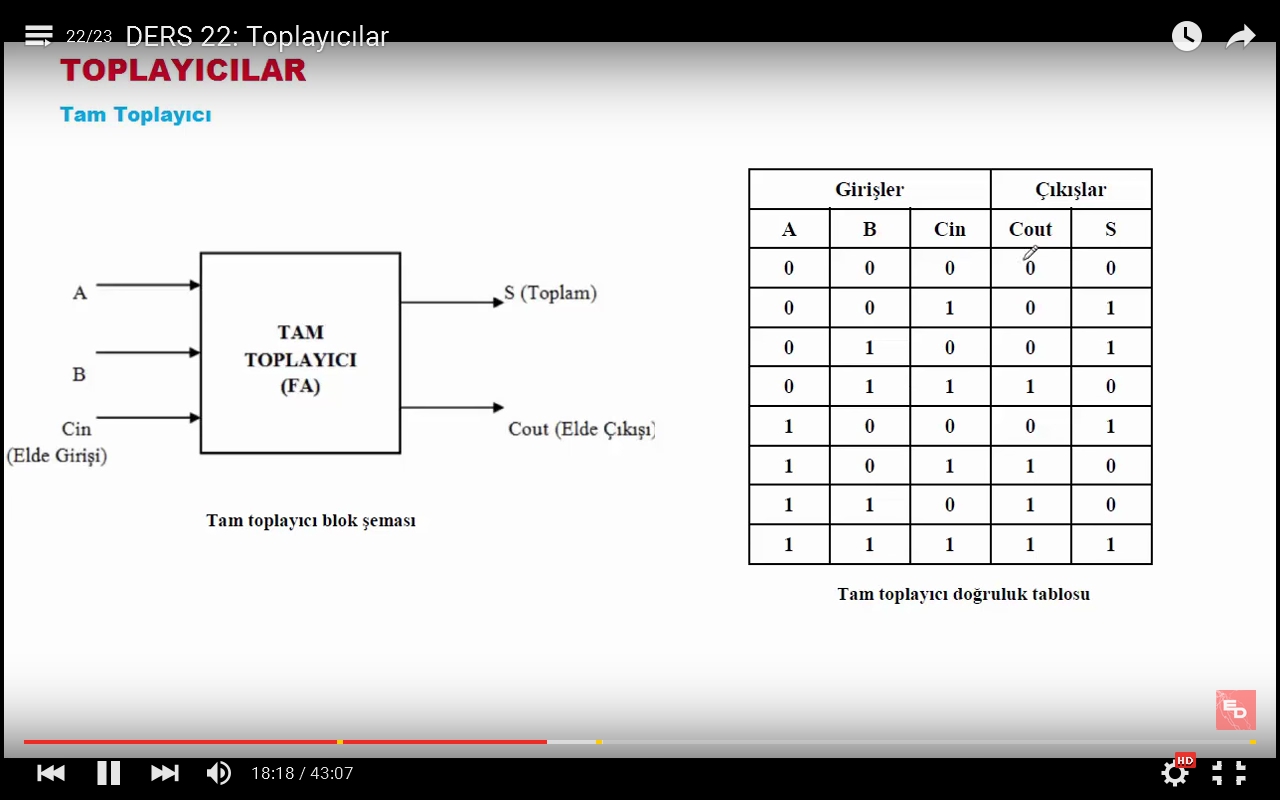 22/23 DERS 22: Toplayıcılar
TOPLAYICILAR
Tam Toplayıcı
A
B
Cin
(Elde Girişi)
TAM
TOPLAYICI
(FA)
S (Toplam)
Cout (Elde Çıkışı)
Tam toplayıcı blok şeması
Girişler Çıkışlar
A B Cin Cout S
0 0 0 0 0
0 0 1 0 1
0 1 0 0 1
0 1 1 1 0
1 0 0 0 1
1 0 1 1 0
1 1 0 1 0
1 1 1 1 1
Tam toplayıcı doğruluk tablosu
ED
18:18 / 43:07
HD